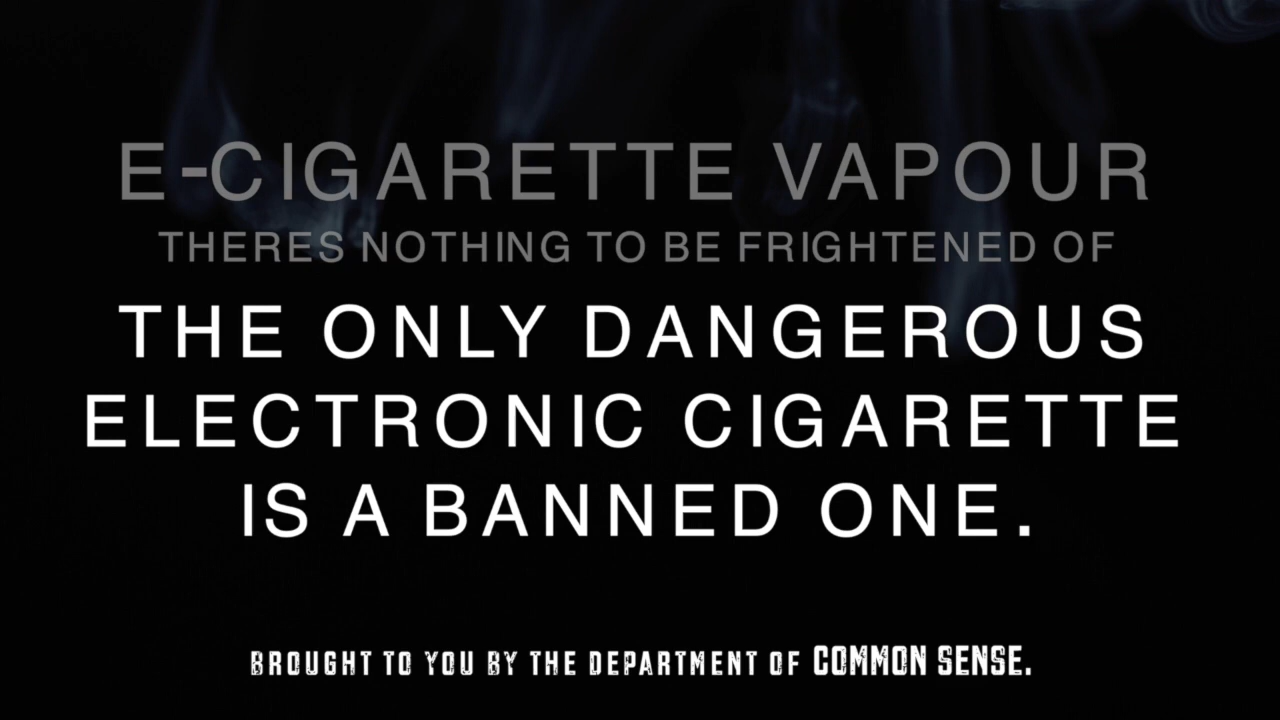 E-CIGARETTE VAPOUR
THERES NOTHING TO BE FRIGHTENED OF
THE ONLY DANGEROUS
ELECTRONIC CIGARETTE
IS A BANNED ONE.
BROUGHT TO YOU BY THE DEPARTMENT OF COMMON SENSE.